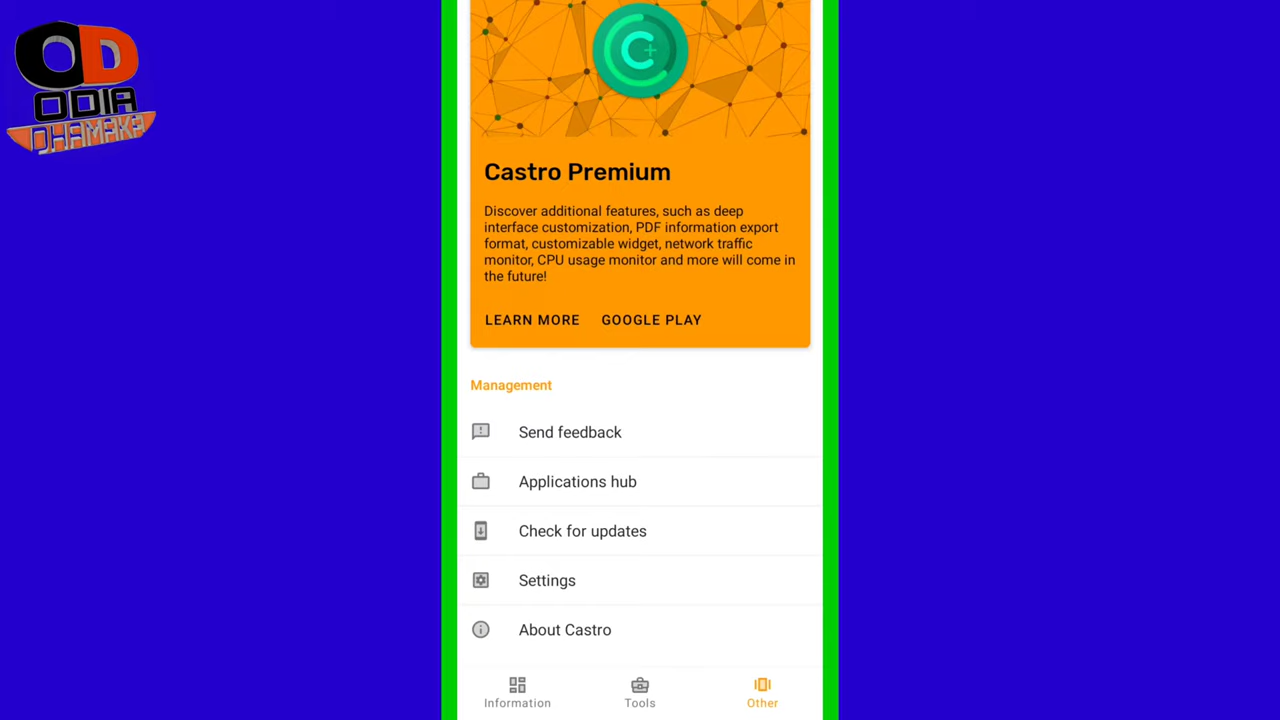 OD
ODIA
DHAMAKA
C+
Castro Premium
Discover additional features, such as deep
interface customization, PDF information export
format, customizable widget, network traffic
monitor, CPU usage monitor and more will come in
the future!
LEARN MORE GOOGLE PLAY
Management
Send feedback
Applications hub
Check for updates
Settings
About Castro
Information Tools Other